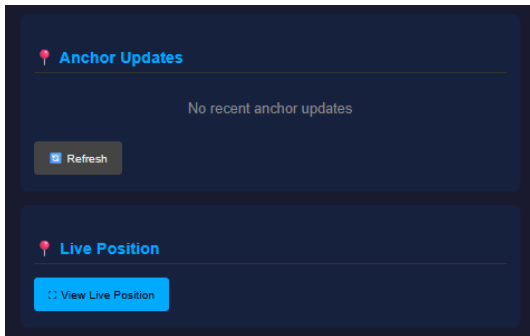 Anchor Updates
No recent anchor updates
Refresh
Live Position
View Live Position